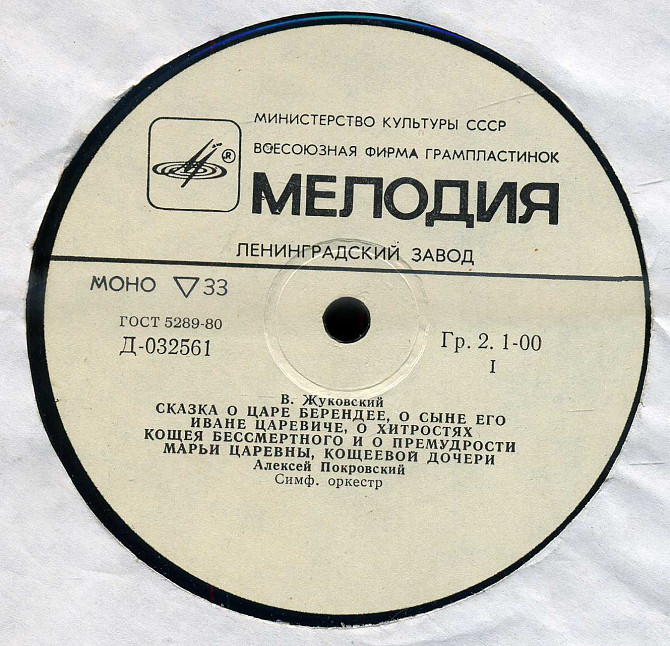 МИНИСТЕРСТВО КУЛЬТУРЫ СССР
ВСЕСОЮЗНАЯ ФИРМА ГРАМПЛАСТИНОК
®
МЕЛОДИЯ
ЛЕНИНГРАДСКИЙ ЗАВОД
МОНО ▽ 33
ГОСТ 5289-80
Д-032561
Гр. 2. 1-00
I
В. Жуковский
СКАЗКА О ЦАРЕ БЕРЕНДЕЕ, О СЫНЕ ЕГО
ИВАНЕ ЦАРЕВИЧЕ, О ХИТРОСТЯХ
КОЩЕЯ БЕССМЕРТНОГО И О ПРЕМУДРОСТИ
МАРЬИ ЦАРЕВНЫ, КОЩЕЕВОЙ ДОЧЕРИ
Алексей Покровский
Симф. оркестр